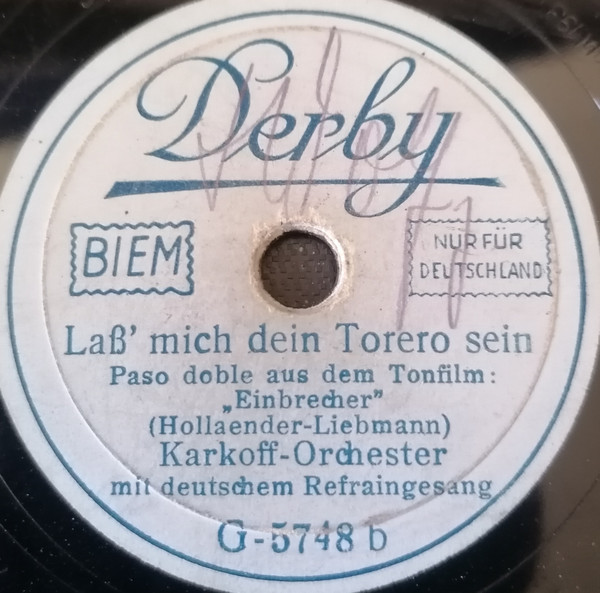 Derby
BIEM
NUR FÜR
DEUTSCHLAND
Laß' mich dein Torero sein
Paso doble aus dem Tonfilm:
„Einbrecher"
(Hollaender-Liebmann)
Karkoff-Orchester
mit deutschem Refraingesang
G-5748 b